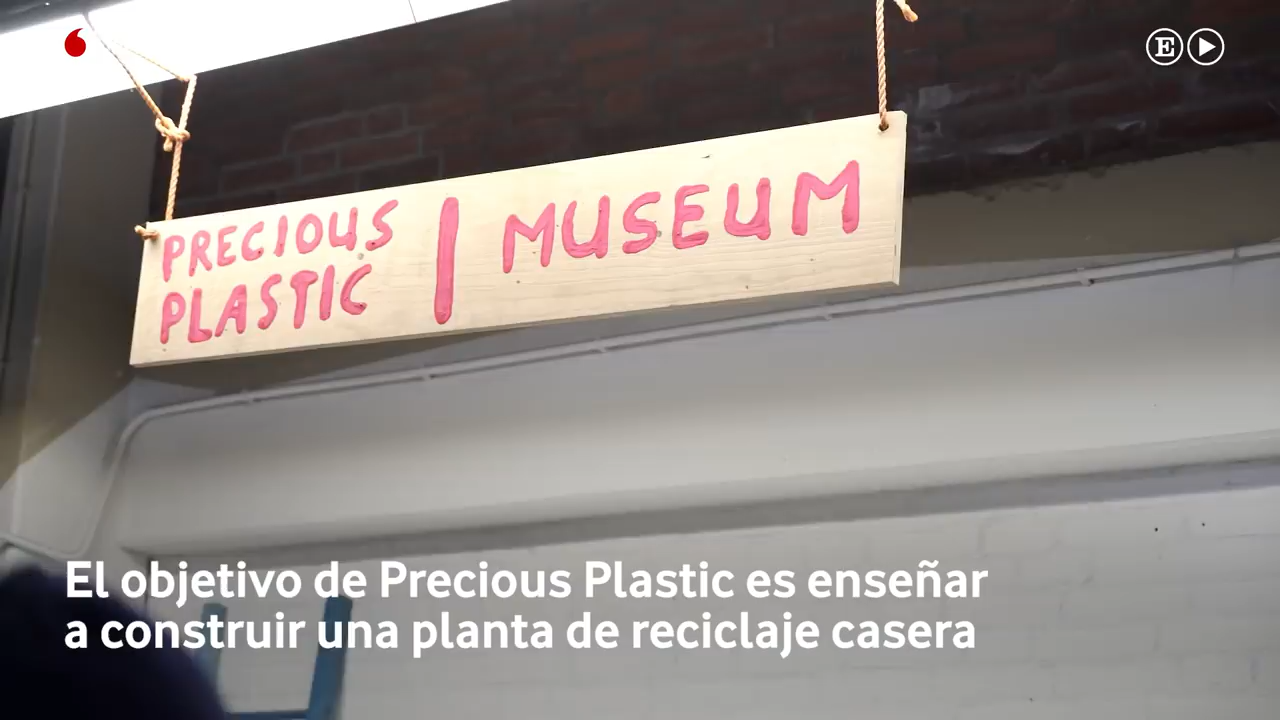 E
PRECIOUS
PLASTIC | MUSEUM
El objetivo de Precious Plastic es enseñar
a construir una planta de reciclaje casera